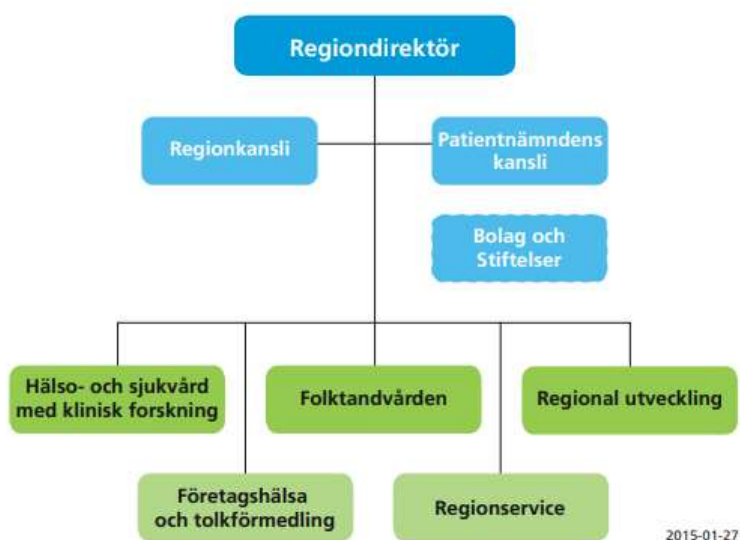 Regiondirektör
Regionkansli
Patientnämndens
kansli
Bolag och
Stiftelser
Hälso- och sjukvård
med klinisk forskning
Folktandvården
Regional utveckling
Företagshälsa
och tolkförmedling
Regionservice
2015-01-27